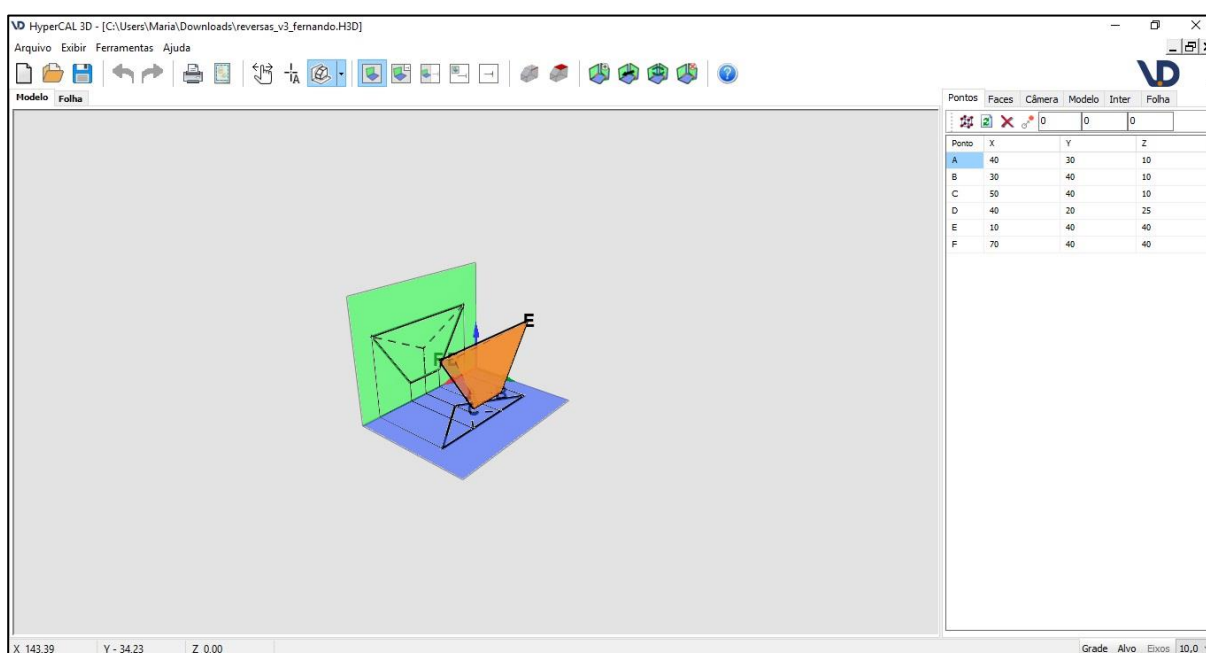 HyperCAL 3D - [C:\Users\Maria\Downloads\reversas_v3_fernando.H3D]
Arquivo Exibir Ferramentas Ajuda
Modelo Folha
Pontos Faces Câmera Modelo Inter Folha
0 0 0
Ponto X Y Z
A 40 30 10
B 30 40 10
C 50 40 10
D 40 20 25
E 10 40 40
F 70 40 40
E
X 143.39 Y - 34.23 Z 0.00 Grade Alvo Eixos 10,0